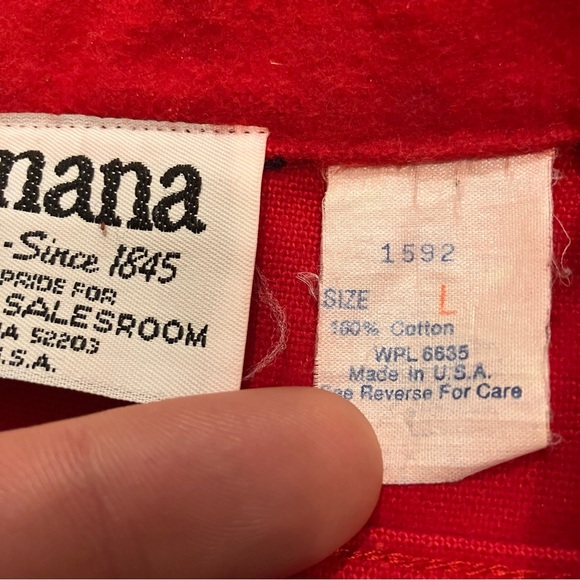 mana
-Since 1845
PRIDE FOR
SALESROOM
A 52203
.S.A.
1592
SIZE L
100% Cotton
WPL 6635
Made in U.S.A.
See Reverse For Care